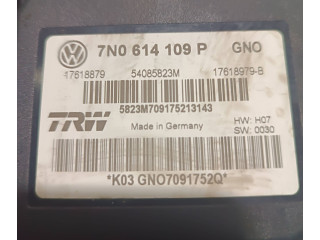 7N0 614 109 P GNO
17618879 54085823M 17618979-B
5823M709175213143
TRW Made in Germany HW: H07
SW: 0030
*K03 GNO7091752Q*